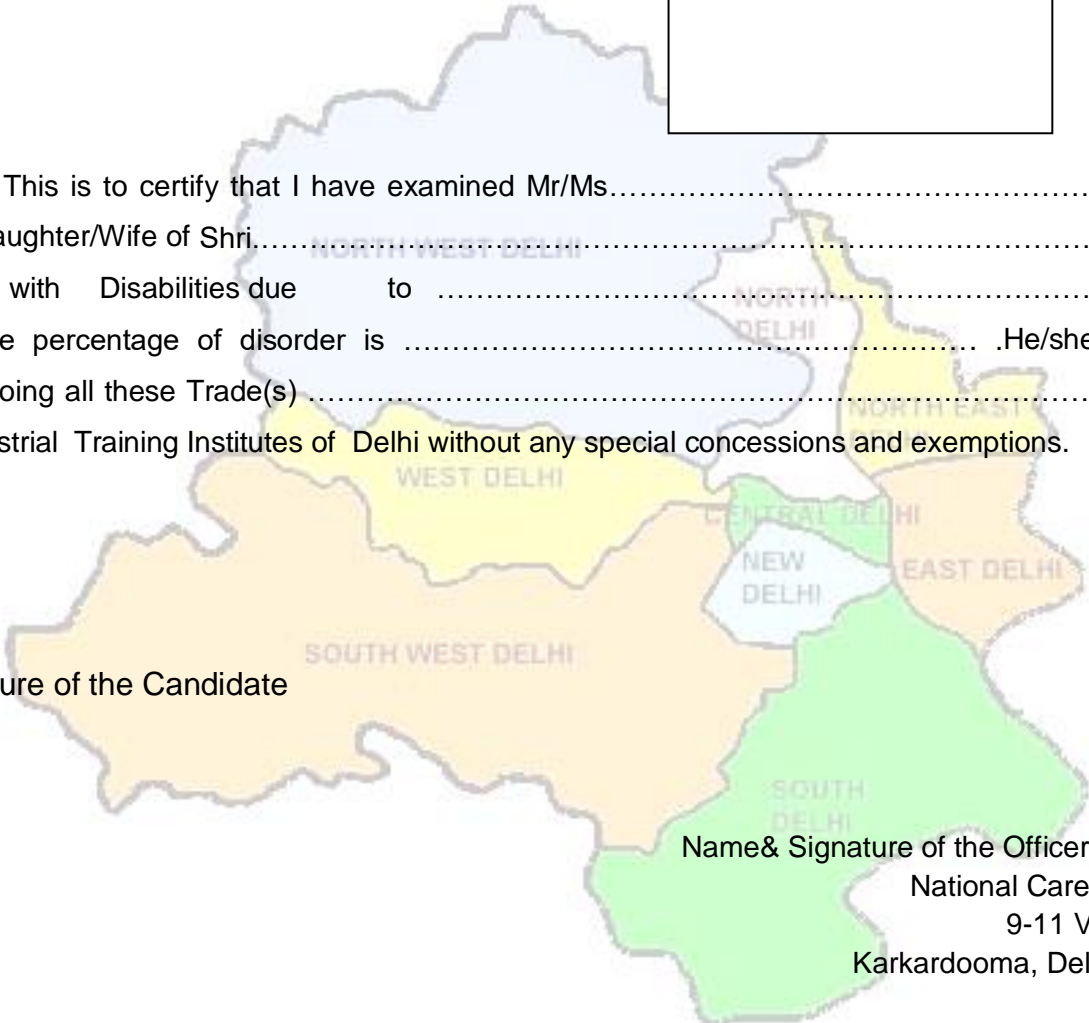 This is to certify that I have examined Mr/Ms……………………………………………
aughter/Wife of Shri……………………………………………………………………
NORTH WEST DELHI
with Disabilities due to ……………………………………………………………
NORTH
DELHI
e percentage of disorder is …………………………………………………… .He/she
oing all these Trade(s) ……………………………………………………………………
NORTH EAST
DELHI
strial Training Institutes of Delhi without any special concessions and exemptions.
WEST DELHI
CENTRAL DELHI
NEW
DELHI
EAST DELHI
SOUTH WEST DELHI
ure of the Candidate
SOUTH
DELHI
Name& Signature of the Officer
National Care
9-11 V
Karkardooma, Del